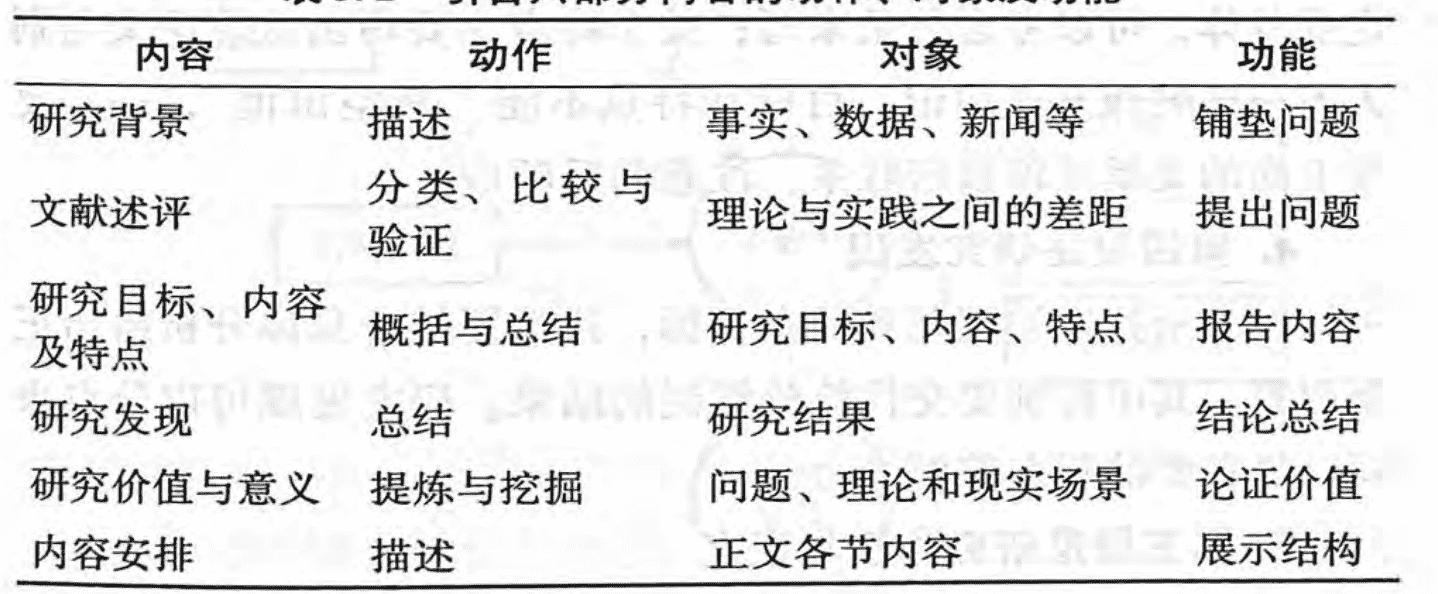 内容 动作 对象 功能
研究背景 描述 事实、数据、新闻等 铺垫问题
文献述评 分类、比较与验证 理论与实践之间的差距 提出问题
研究目标、内容及特点 概括与总结 研究目标、内容、特点 报告内容
研究发现 总结 研究结果 结论总结
研究价值与意义 提炼与挖掘 问题、理论和现实场景 论证价值
内容安排 描述 正文各节内容 展示结构